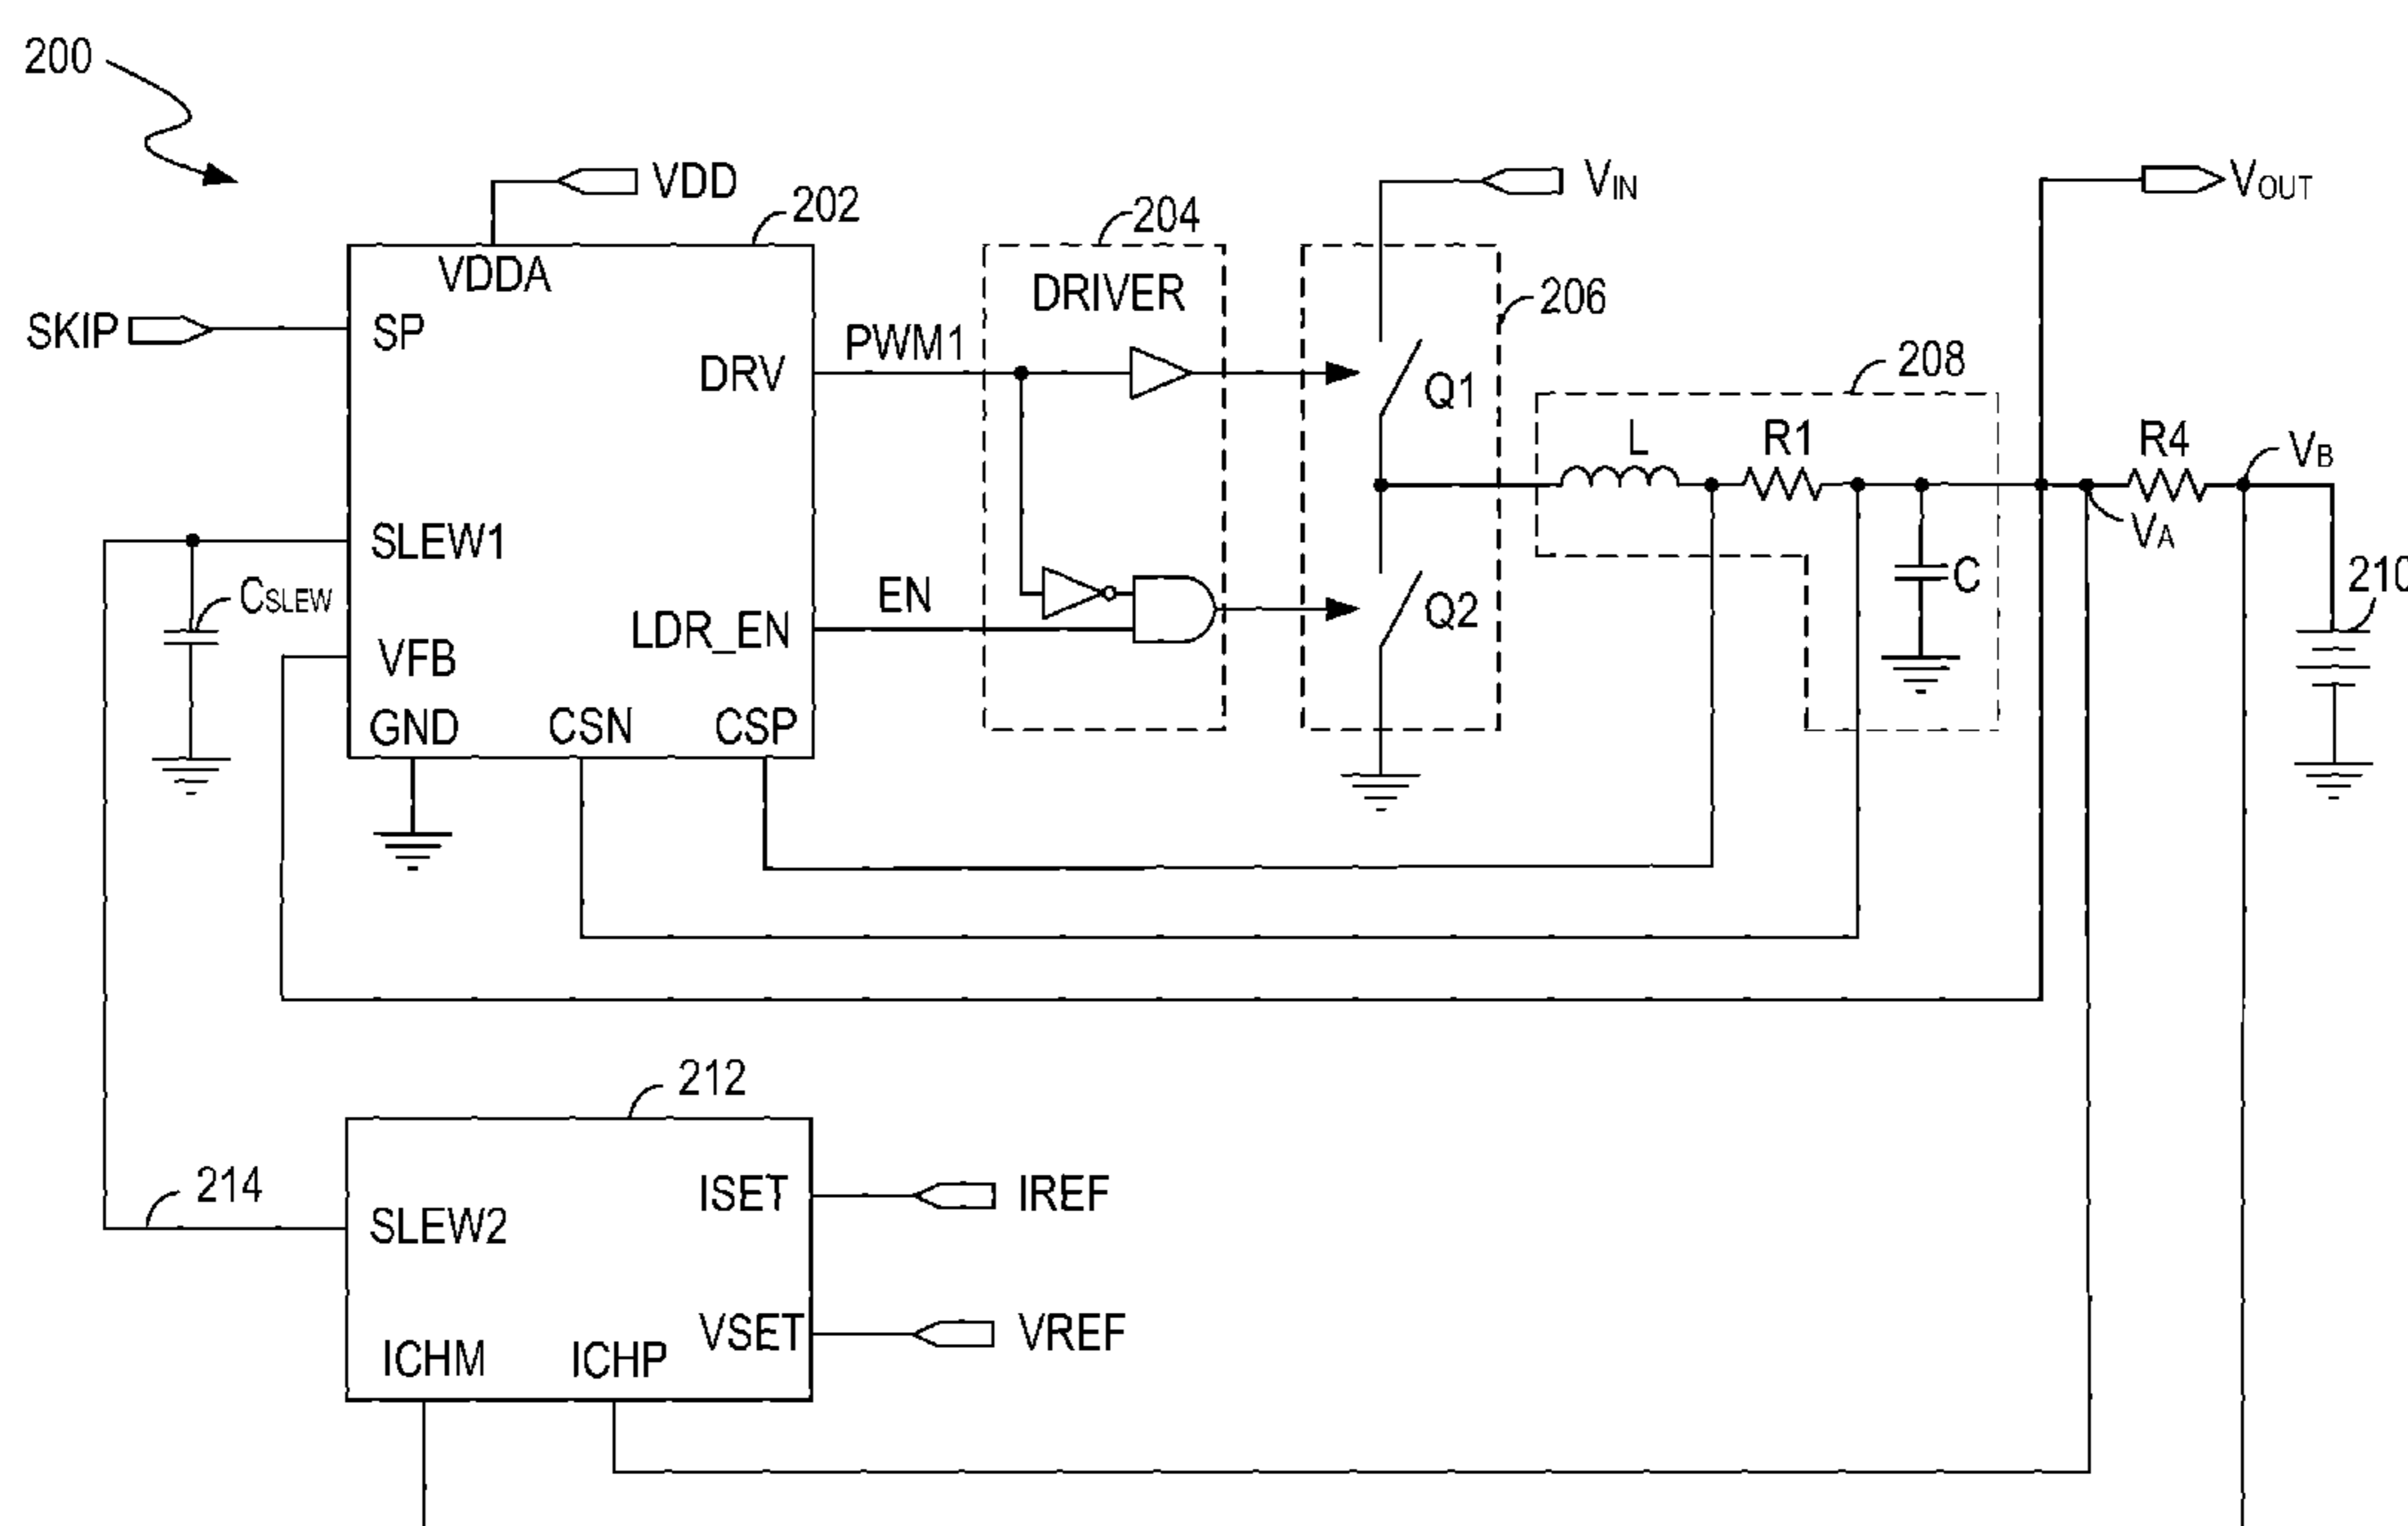 200
VDD
202
VIN
VOUT
204
VDDA
DRIVER
206
SKIP
SP
PWM1
DRV
208
Q1
L
R1
R4
VB
VA
SLEW1
CSLEW
EN
C
210
Q2
LDR_EN
VFB
GND
CSN
CSP
212
214
ISET
IREF
SLEW2
VSET
VREF
ICHM
ICHP